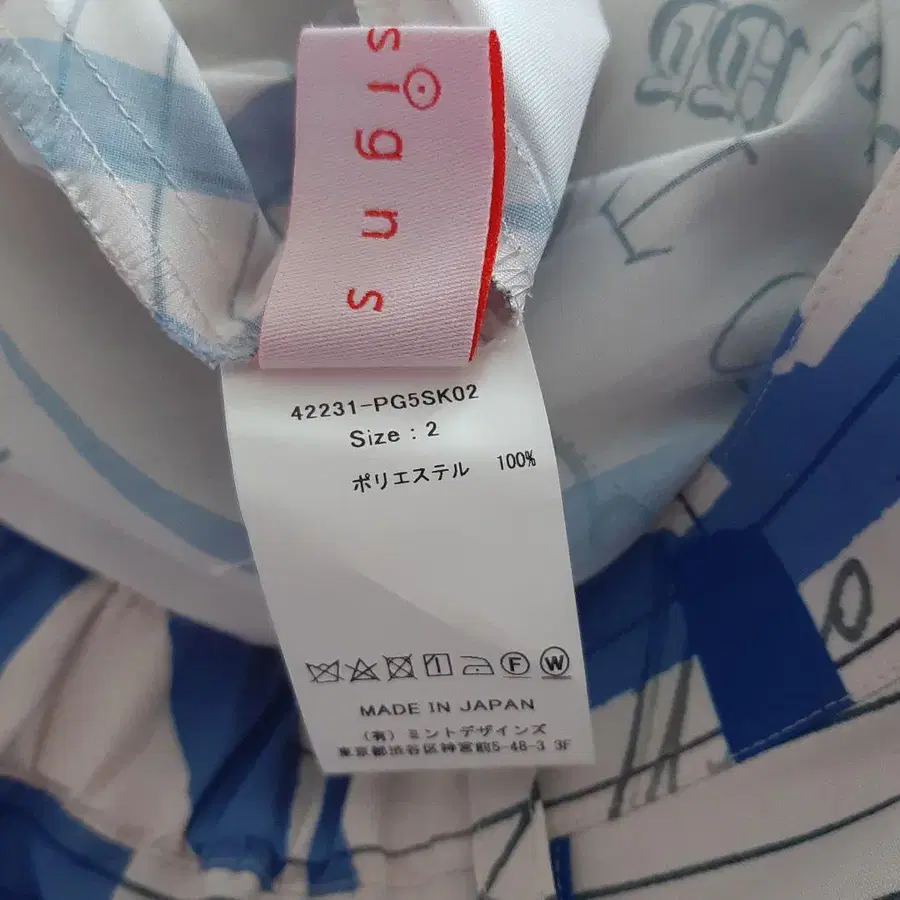 signs
42231-PG5SK02
Size : 2
ポリエステル 100%
F W
MADE IN JAPAN
(有) ミントデザインズ
東京都渋谷区神宮前5-48-3 3F